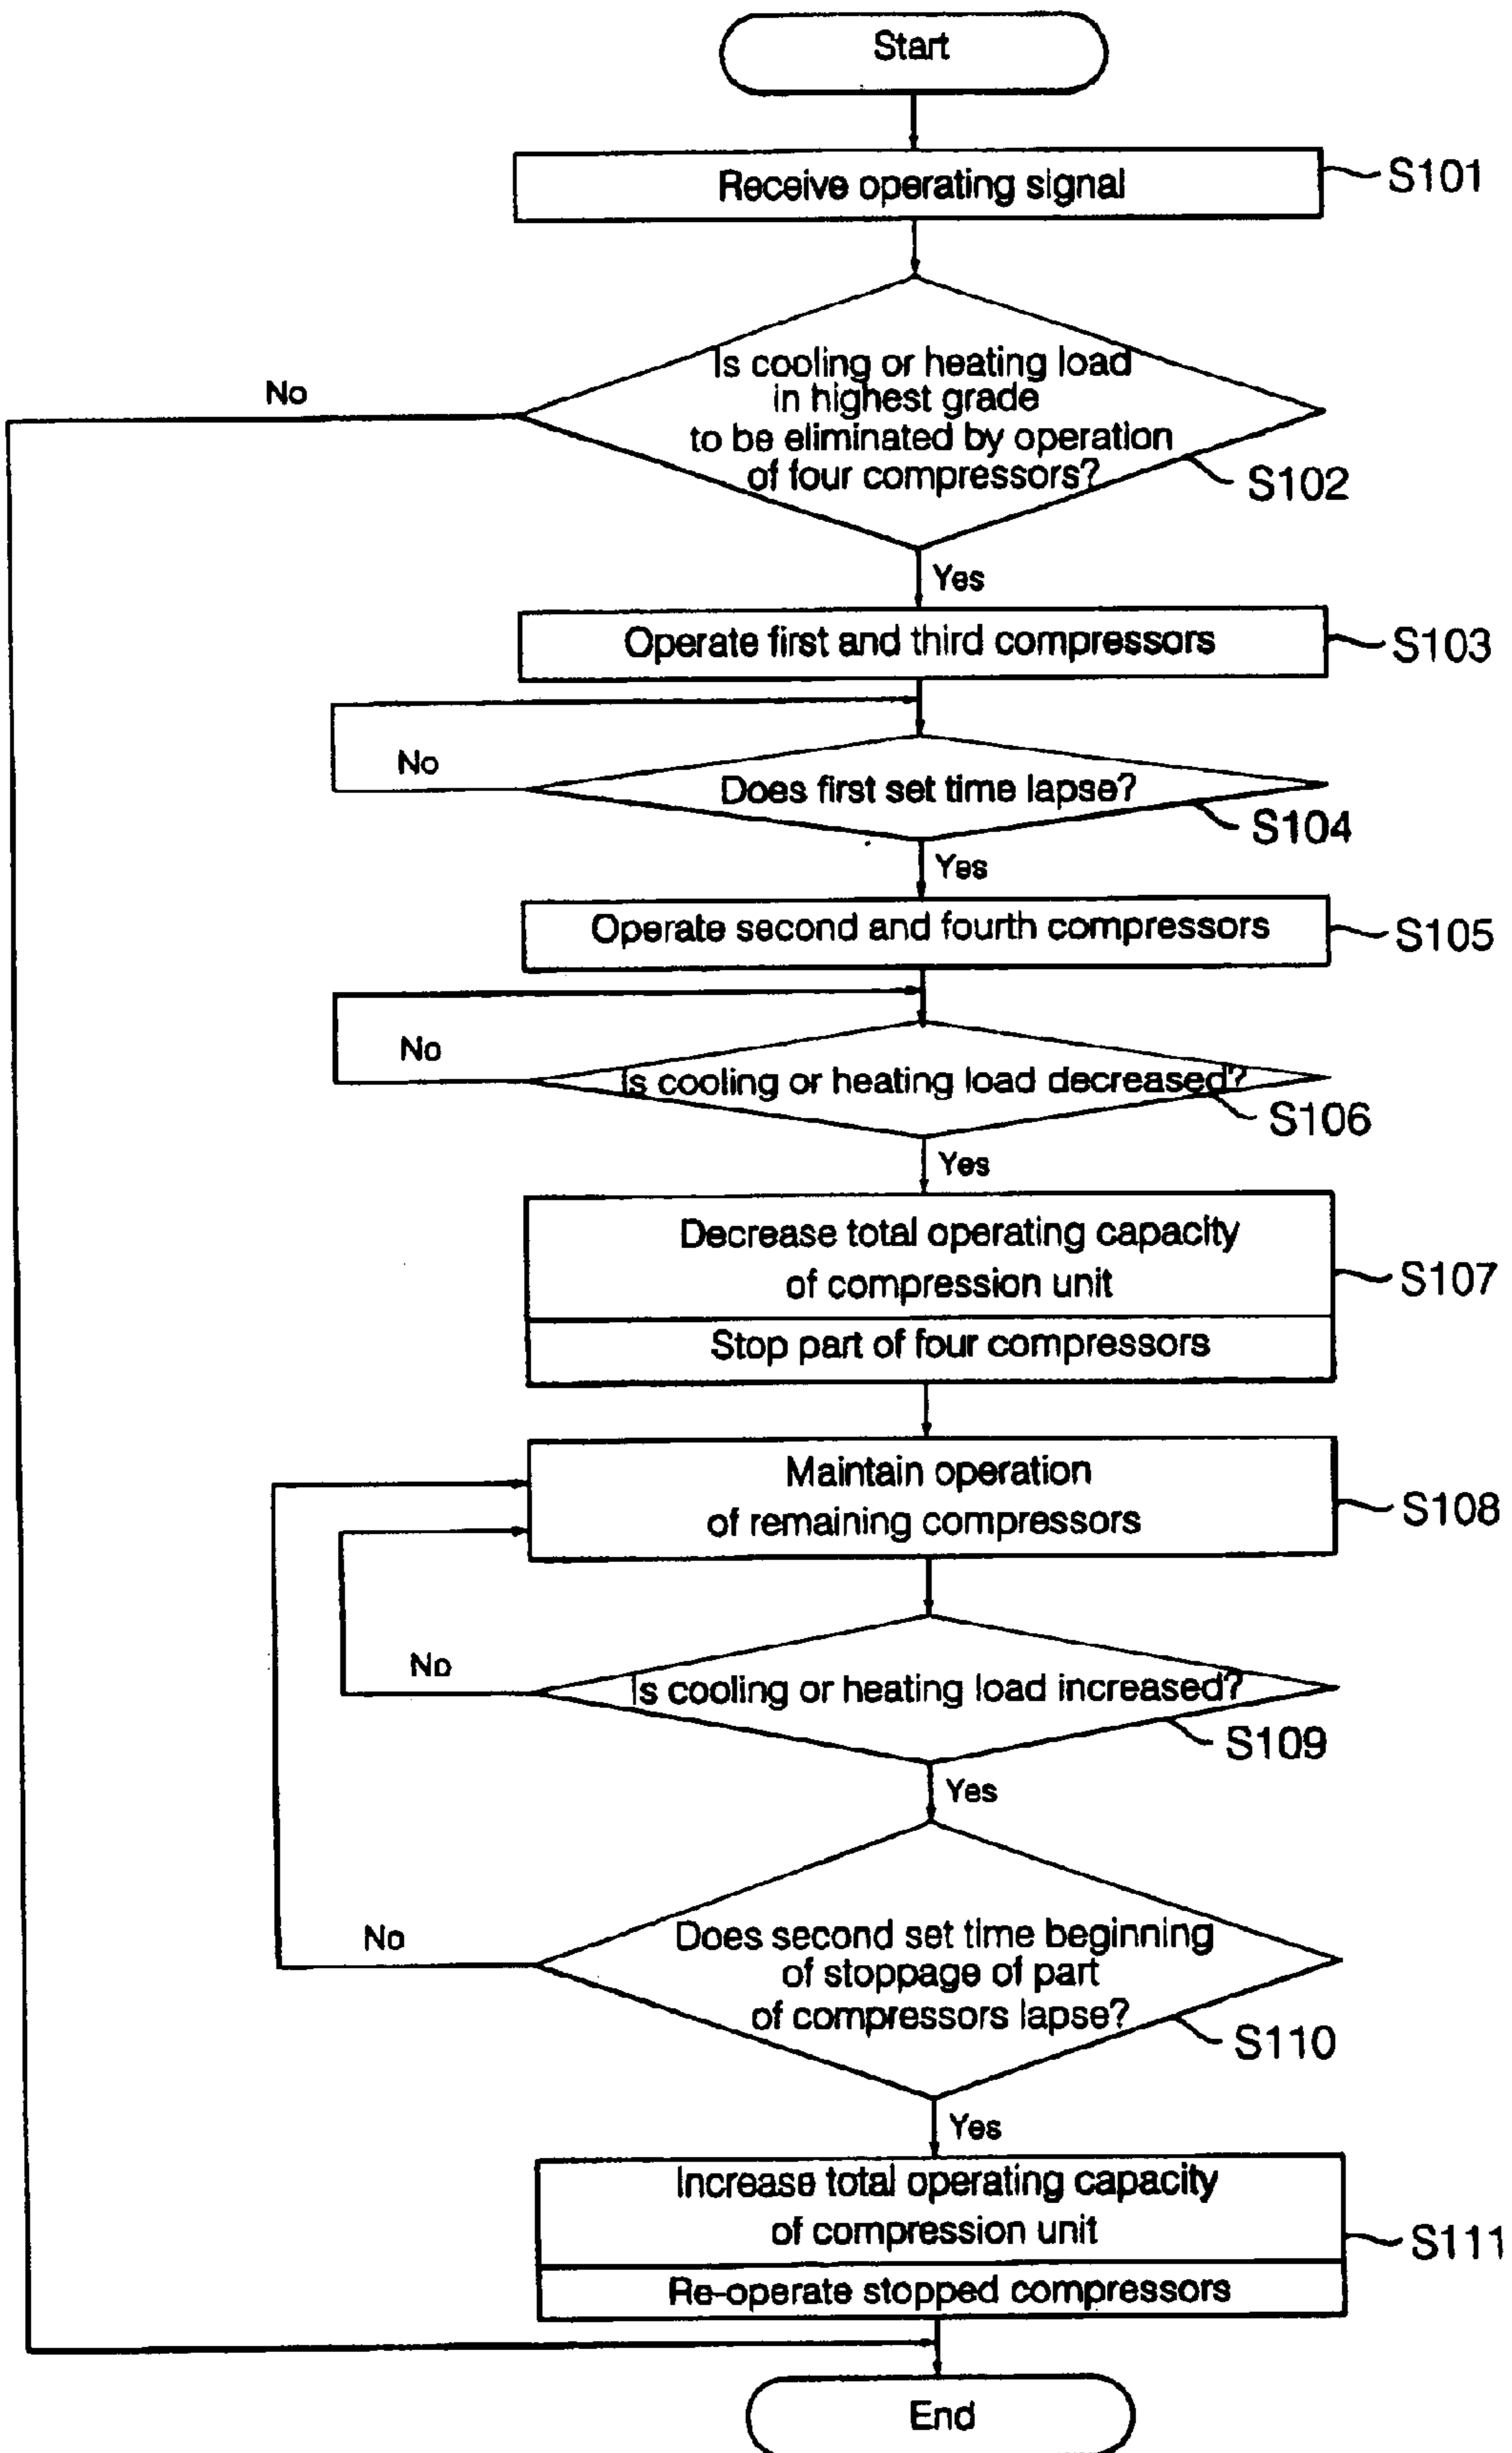 Start
Receive operating signal
S101
Is cooling or heating load
in highest grade
to be eliminated by operation
of four compressors?
S102
No
Yes
Operate first and third compressors
S103
No
Does first set time lapse?
S104
Yes
Operate second and fourth compressors
S105
No
Is cooling or heating load decreased?
S106
Yes
Decrease total operating capacity
of compression unit
S107
Stop part of four compressors
Maintain operation
of remaining compressors
S108
No
Is cooling or heating load increased?
S109
Yes
No
Does second set time beginning
of stoppage of part
of compressors lapse?
S110
Yes
Increase total operating capacity
of compression unit
S111
Re-operate stopped compressors
End